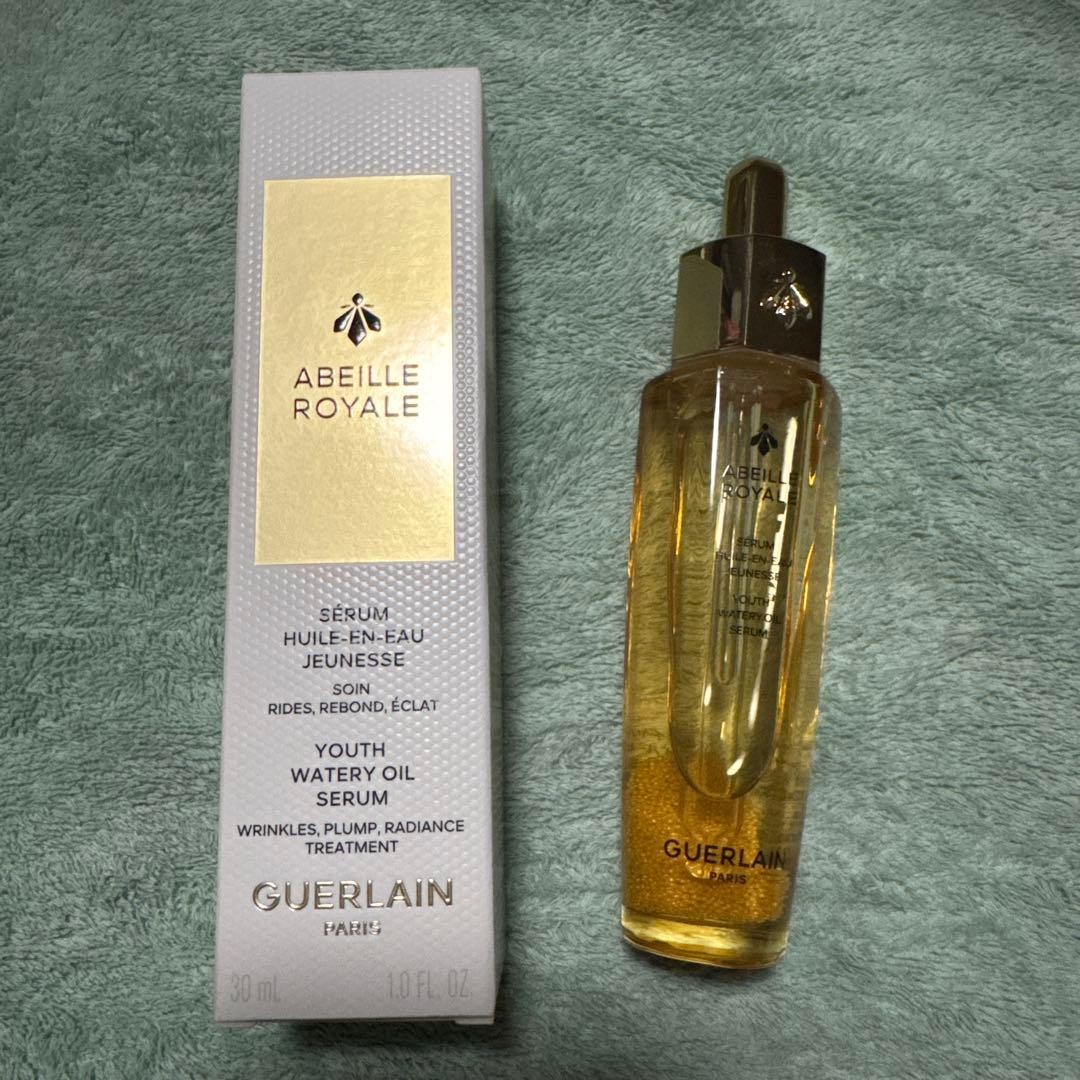 ABEILLE
ROYALE
SÉRUM
HUILE-EN-EAU
JEUNESSE
SOIN
RIDES, REBOND, ÉCLAT
YOUTH
WATERY OIL
SERUM
WRINKLES, PLUMP, RADIANCE
TREATMENT
GUERLAIN
PARIS
30 mL 1.0 FL. OZ.
ABEILLE
ROYALE
SÉRUM
HUILE-EN-EAU
JEUNESSE
YOUTH
WATERY OIL
SERUM
GUERLAIN
PARIS